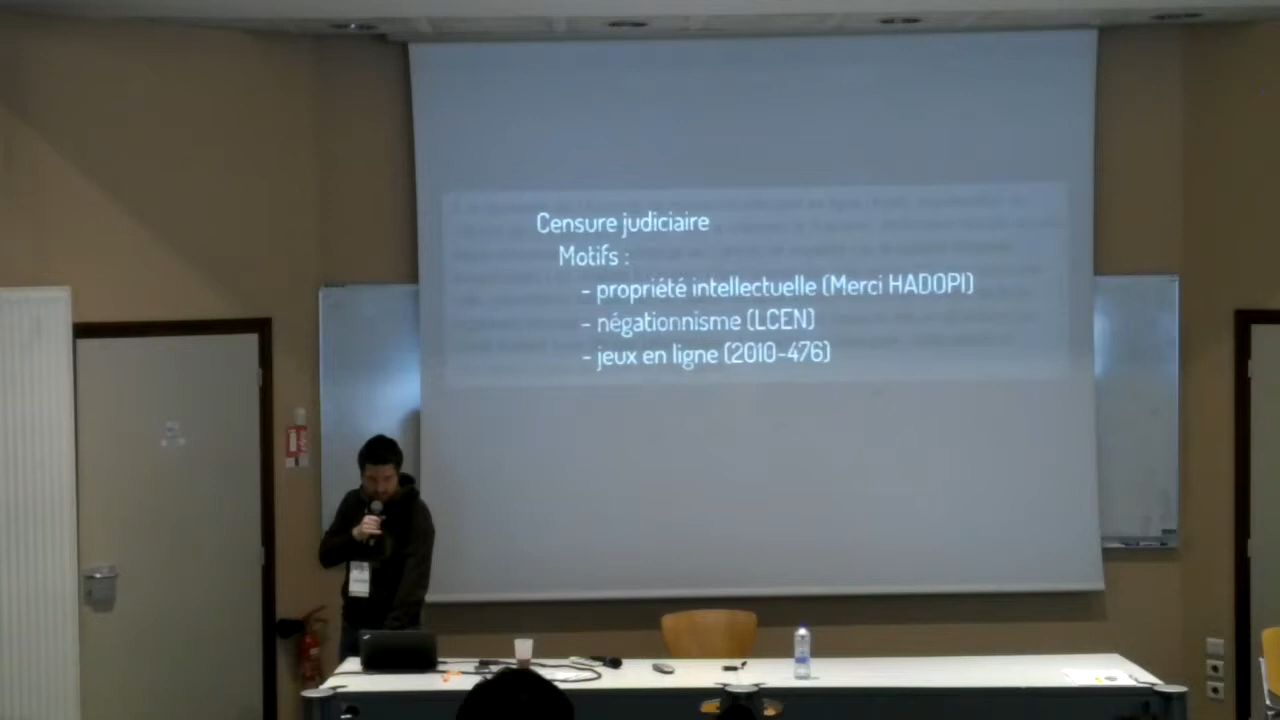 Censure judiciaire
Motifs :
- propriété intellectuelle (Merci HADOPI)
- négationnisme (LCEN)
- jeux en ligne (2010-476)